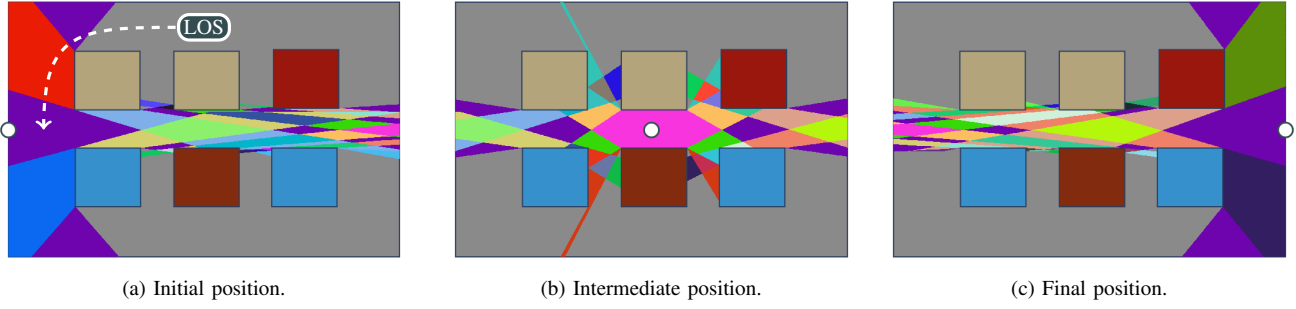 LOS
(a) Initial position.
(b) Intermediate position.
(c) Final position.